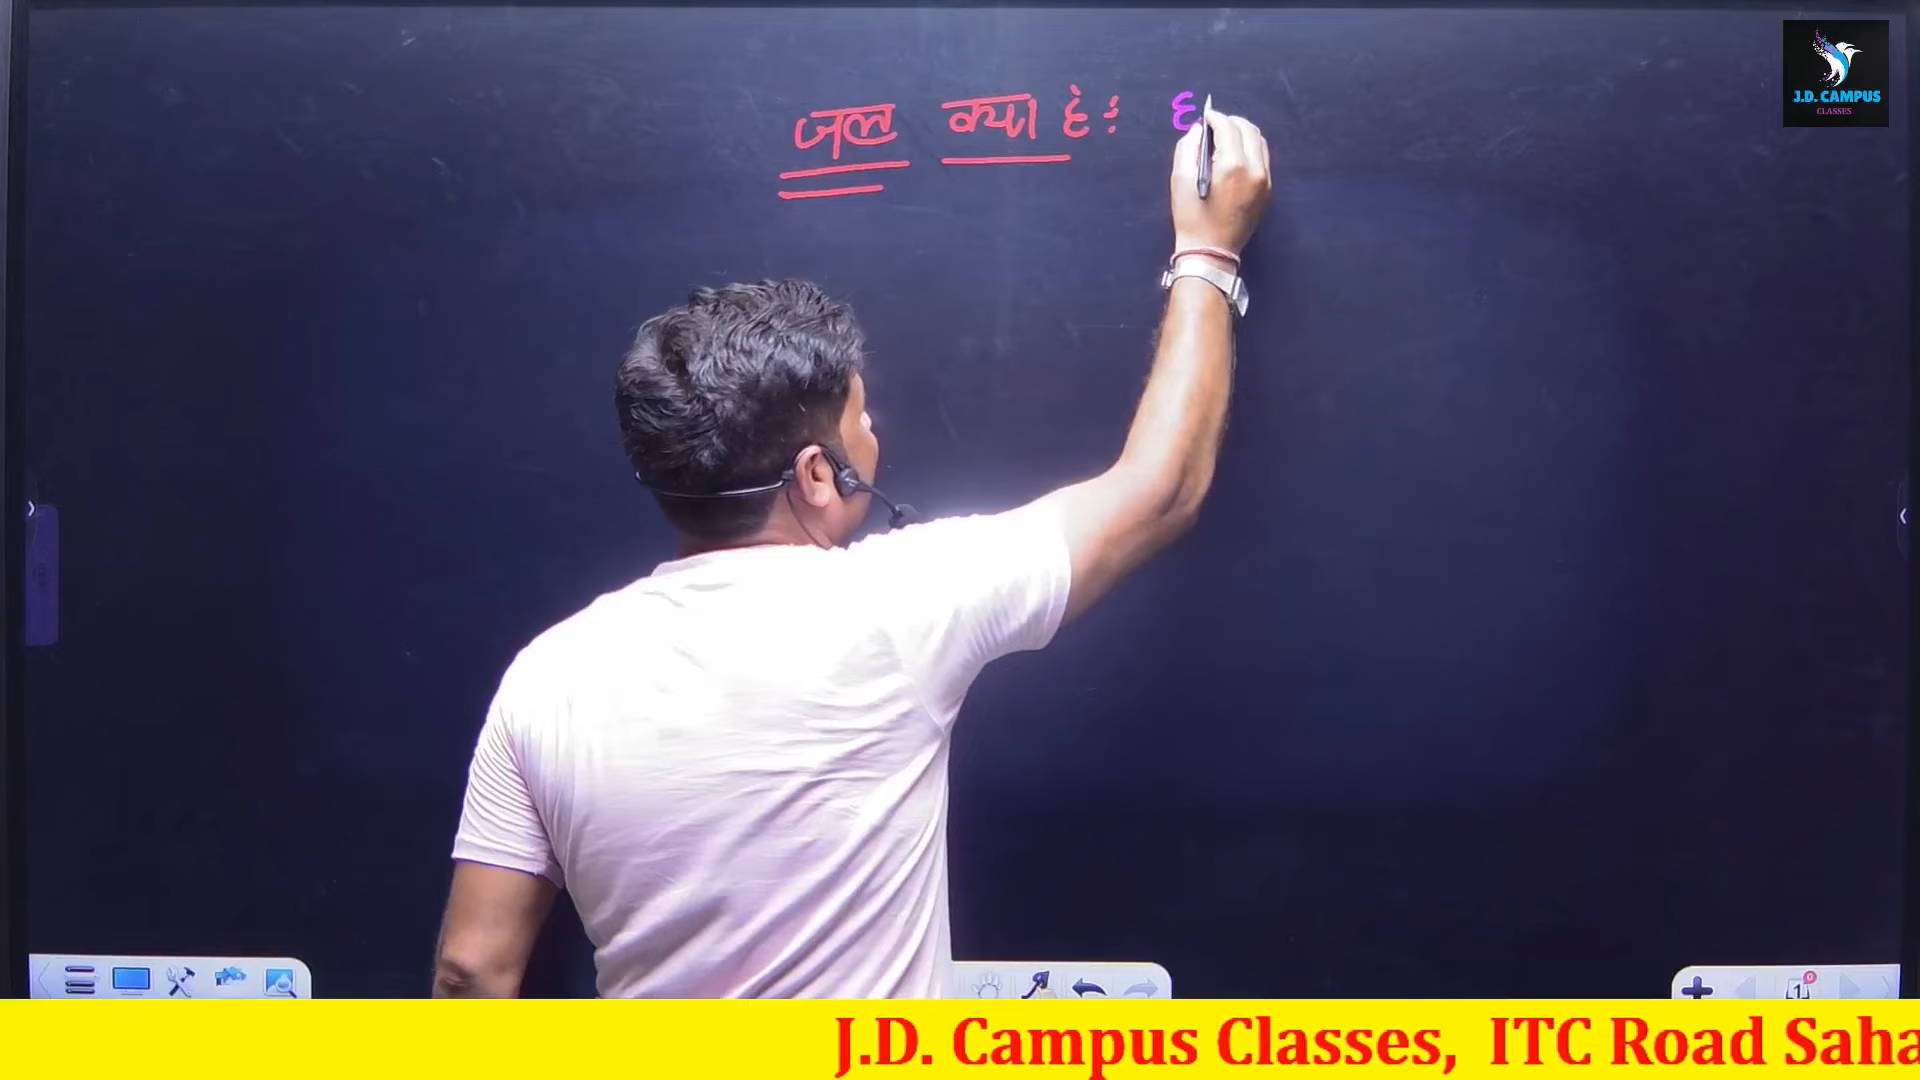 जल क्या है?
J.D. CAMPUS
CLASSES
J.D. Campus Classes, ITC Road Saha